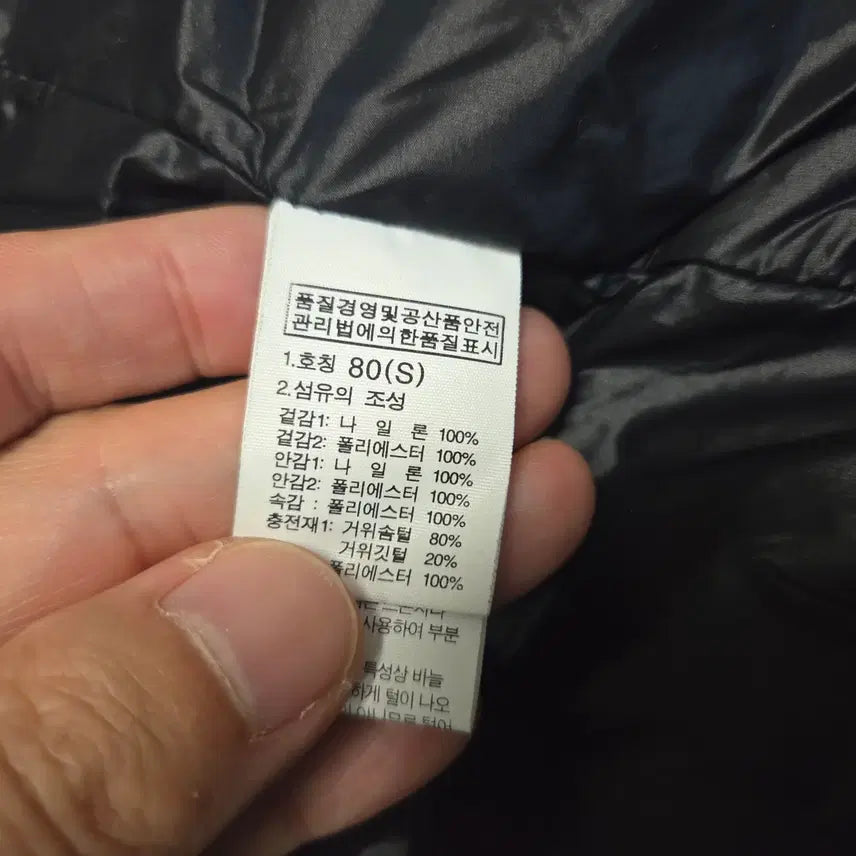 품질경영및공산품안전
관리법에의한품질표시
1.호칭 80(S)
2.섬유의 조성
겉감1: 나 일 론 100%
겉감2: 폴리에스터 100%
안감1: 나 일 론 100%
안감2: 폴리에스터 100%
속감 : 폴리에스터 100%
충전재1: 거위솜털 80%
거위깃털 20%
폴리에스터 100%
사용하여 부분
특성상 바늘
하게 털이 나오